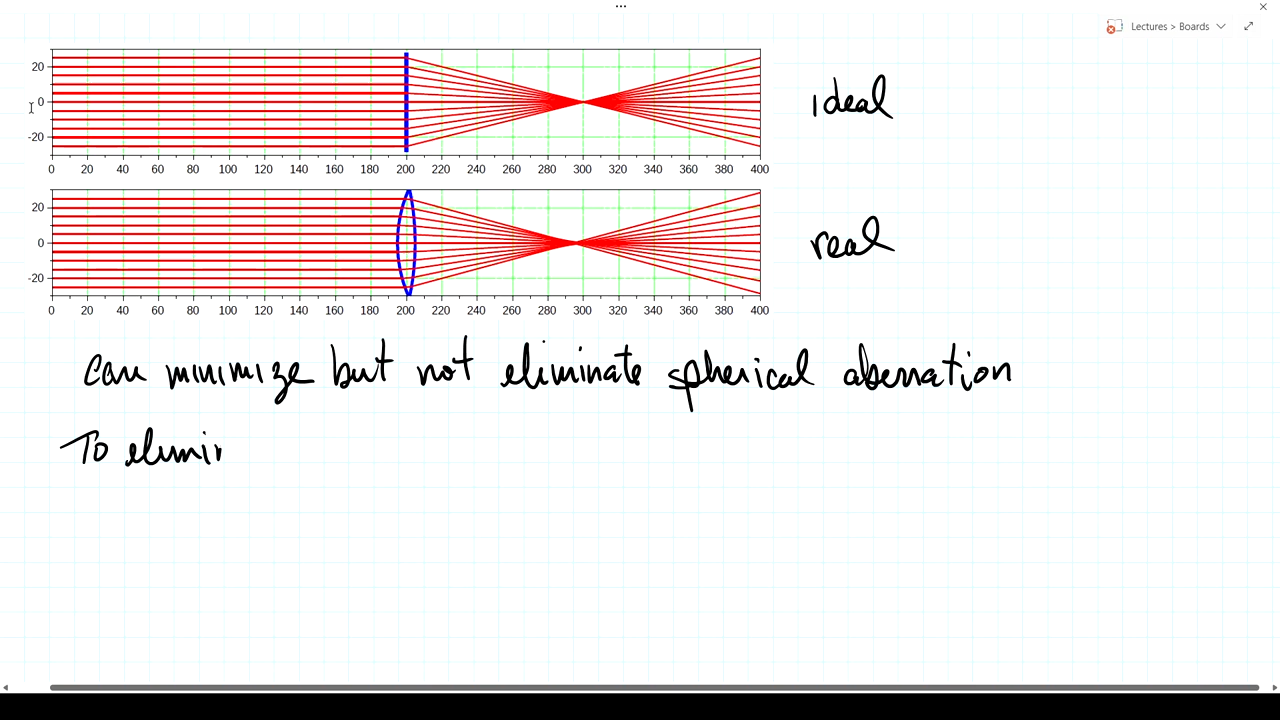 ...
Lectures > Boards
20
0
-20
0 20 40 60 80 100 120 140 160 180 200 220 240 260 280 300 320 340 360 380 400
ideal
20
0
-20
0 20 40 60 80 100 120 140 160 180 200 220 240 260 280 300 320 340 360 380 400
real
can minimize but not eliminate spherical aberration
To elimin